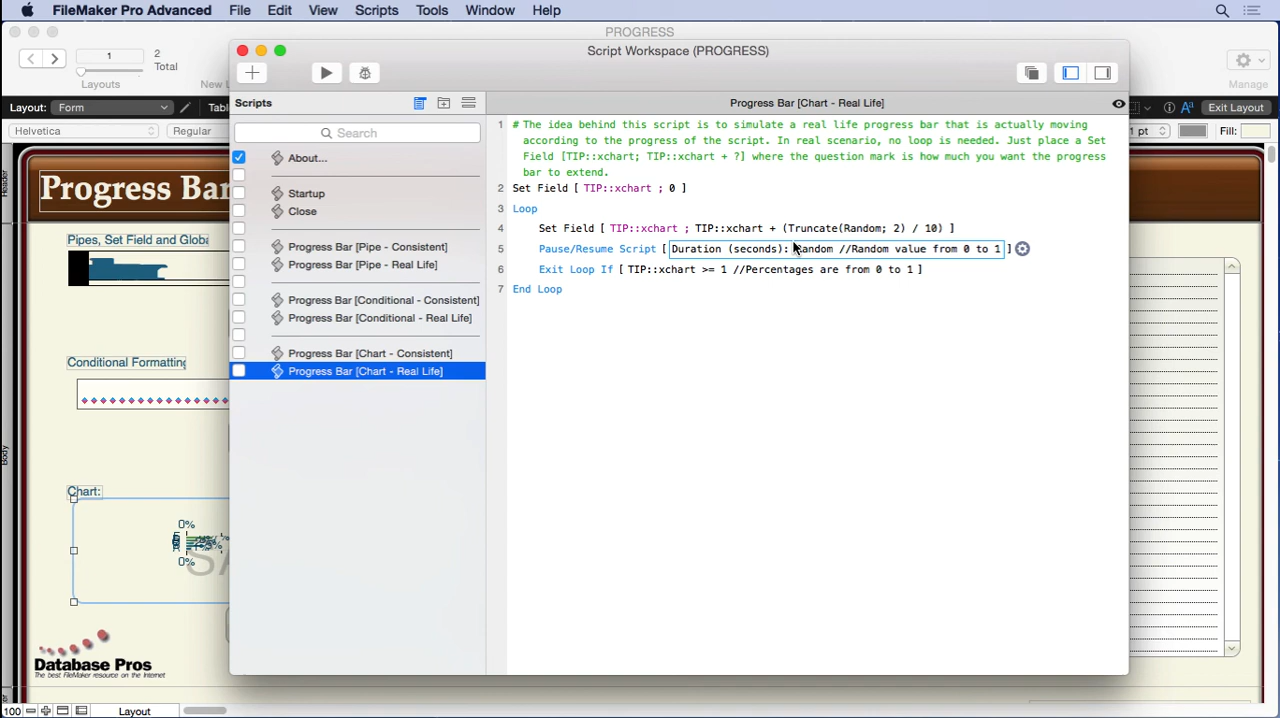 FileMaker Pro Advanced File Edit View Scripts Tools Window Help
PROGRESS
Script Workspace (PROGRESS)
1
2
Total
Layouts
New L
Manage
Layout: Form
Exit Layout
Helvetica
Regular
1 pt
Fill:
Scripts
Progress Bar [Chart - Real Life]
Search
About...
Startup
Close
Progress Bar [Pipe - Consistent]
Progress Bar [Pipe - Real Life]
Progress Bar [Conditional - Consistent]
Progress Bar [Conditional - Real Life]
Progress Bar [Chart - Consistent]
Progress Bar [Chart - Real Life]
1 # The idea behind this script is to simulate a real life progress bar that is actually moving
according to the progress of the script. In real scenario, no loop is needed. Just place a Set
Field [TIP::xchart; TIP::xchart + ?] where the question mark is how much you want the progress
bar to extend.
2 Set Field [ TIP::xchart ; 0 ]
3 Loop
4 Set Field [ TIP::xchart ; TIP::xchart + (Truncate(Random; 2) / 10) ]
5 Pause/Resume Script [ Duration (seconds): Random //Random value from 0 to 1 ]
6 Exit Loop If [ TIP::xchart >= 1 //Percentages are from 0 to 1 ]
7 End Loop
Header
Progress Bar
Pipes, Set Field and Globa
Conditional Formatting
Body
Chart:
0%
0%
Database Pros
The best FileMaker resource on the Internet
100
Layout